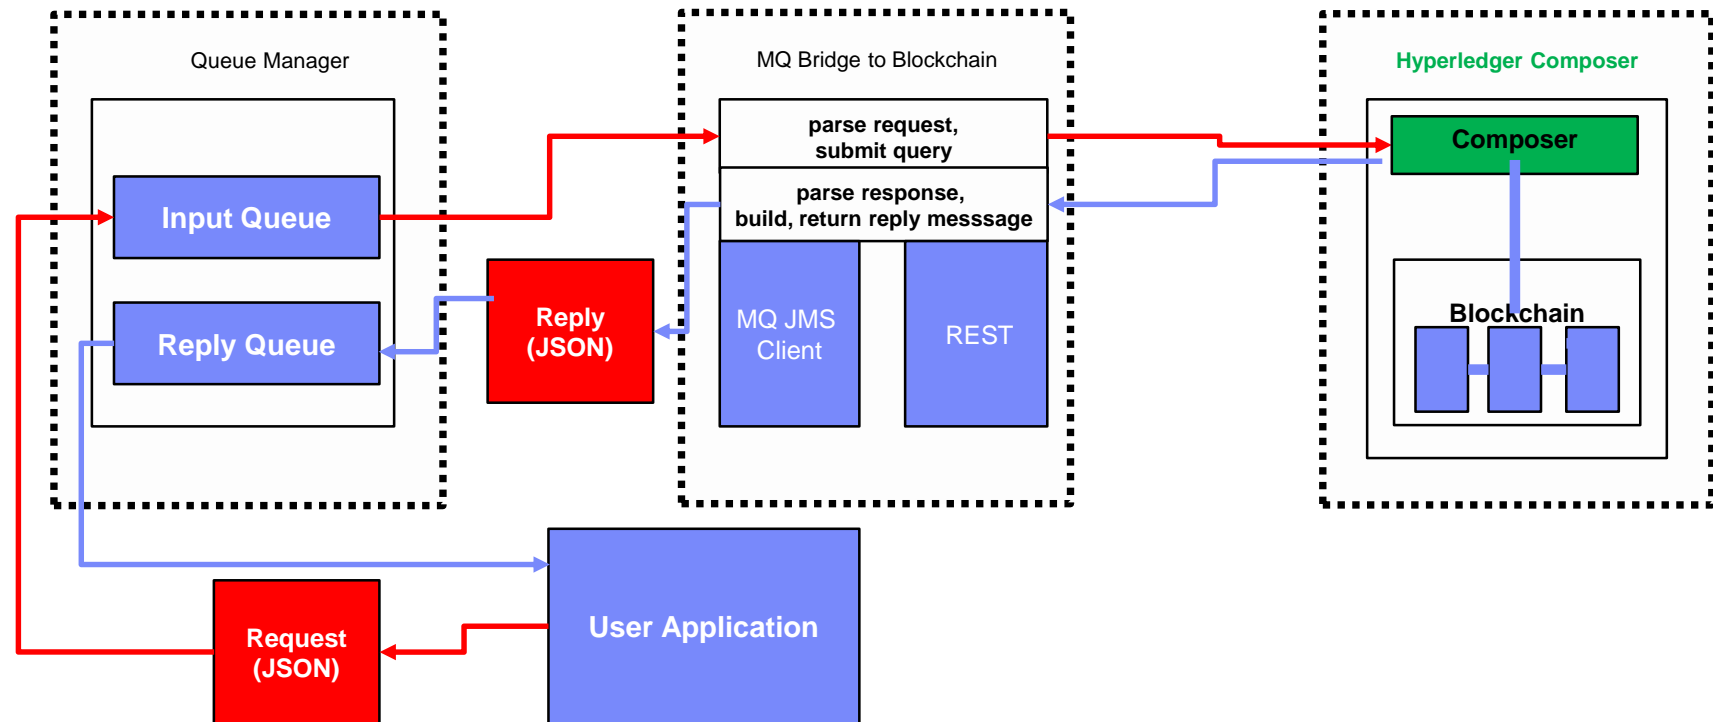 Queue Manager
Input Queue
Reply Queue
Reply
(JSON)
MQ Bridge to Blockchain
parse request,
submit query
parse response,
build, return reply messsage
MQ JMS
Client
REST
Hyperledger Composer
Composer
Blockchain
Request
(JSON)
User Application